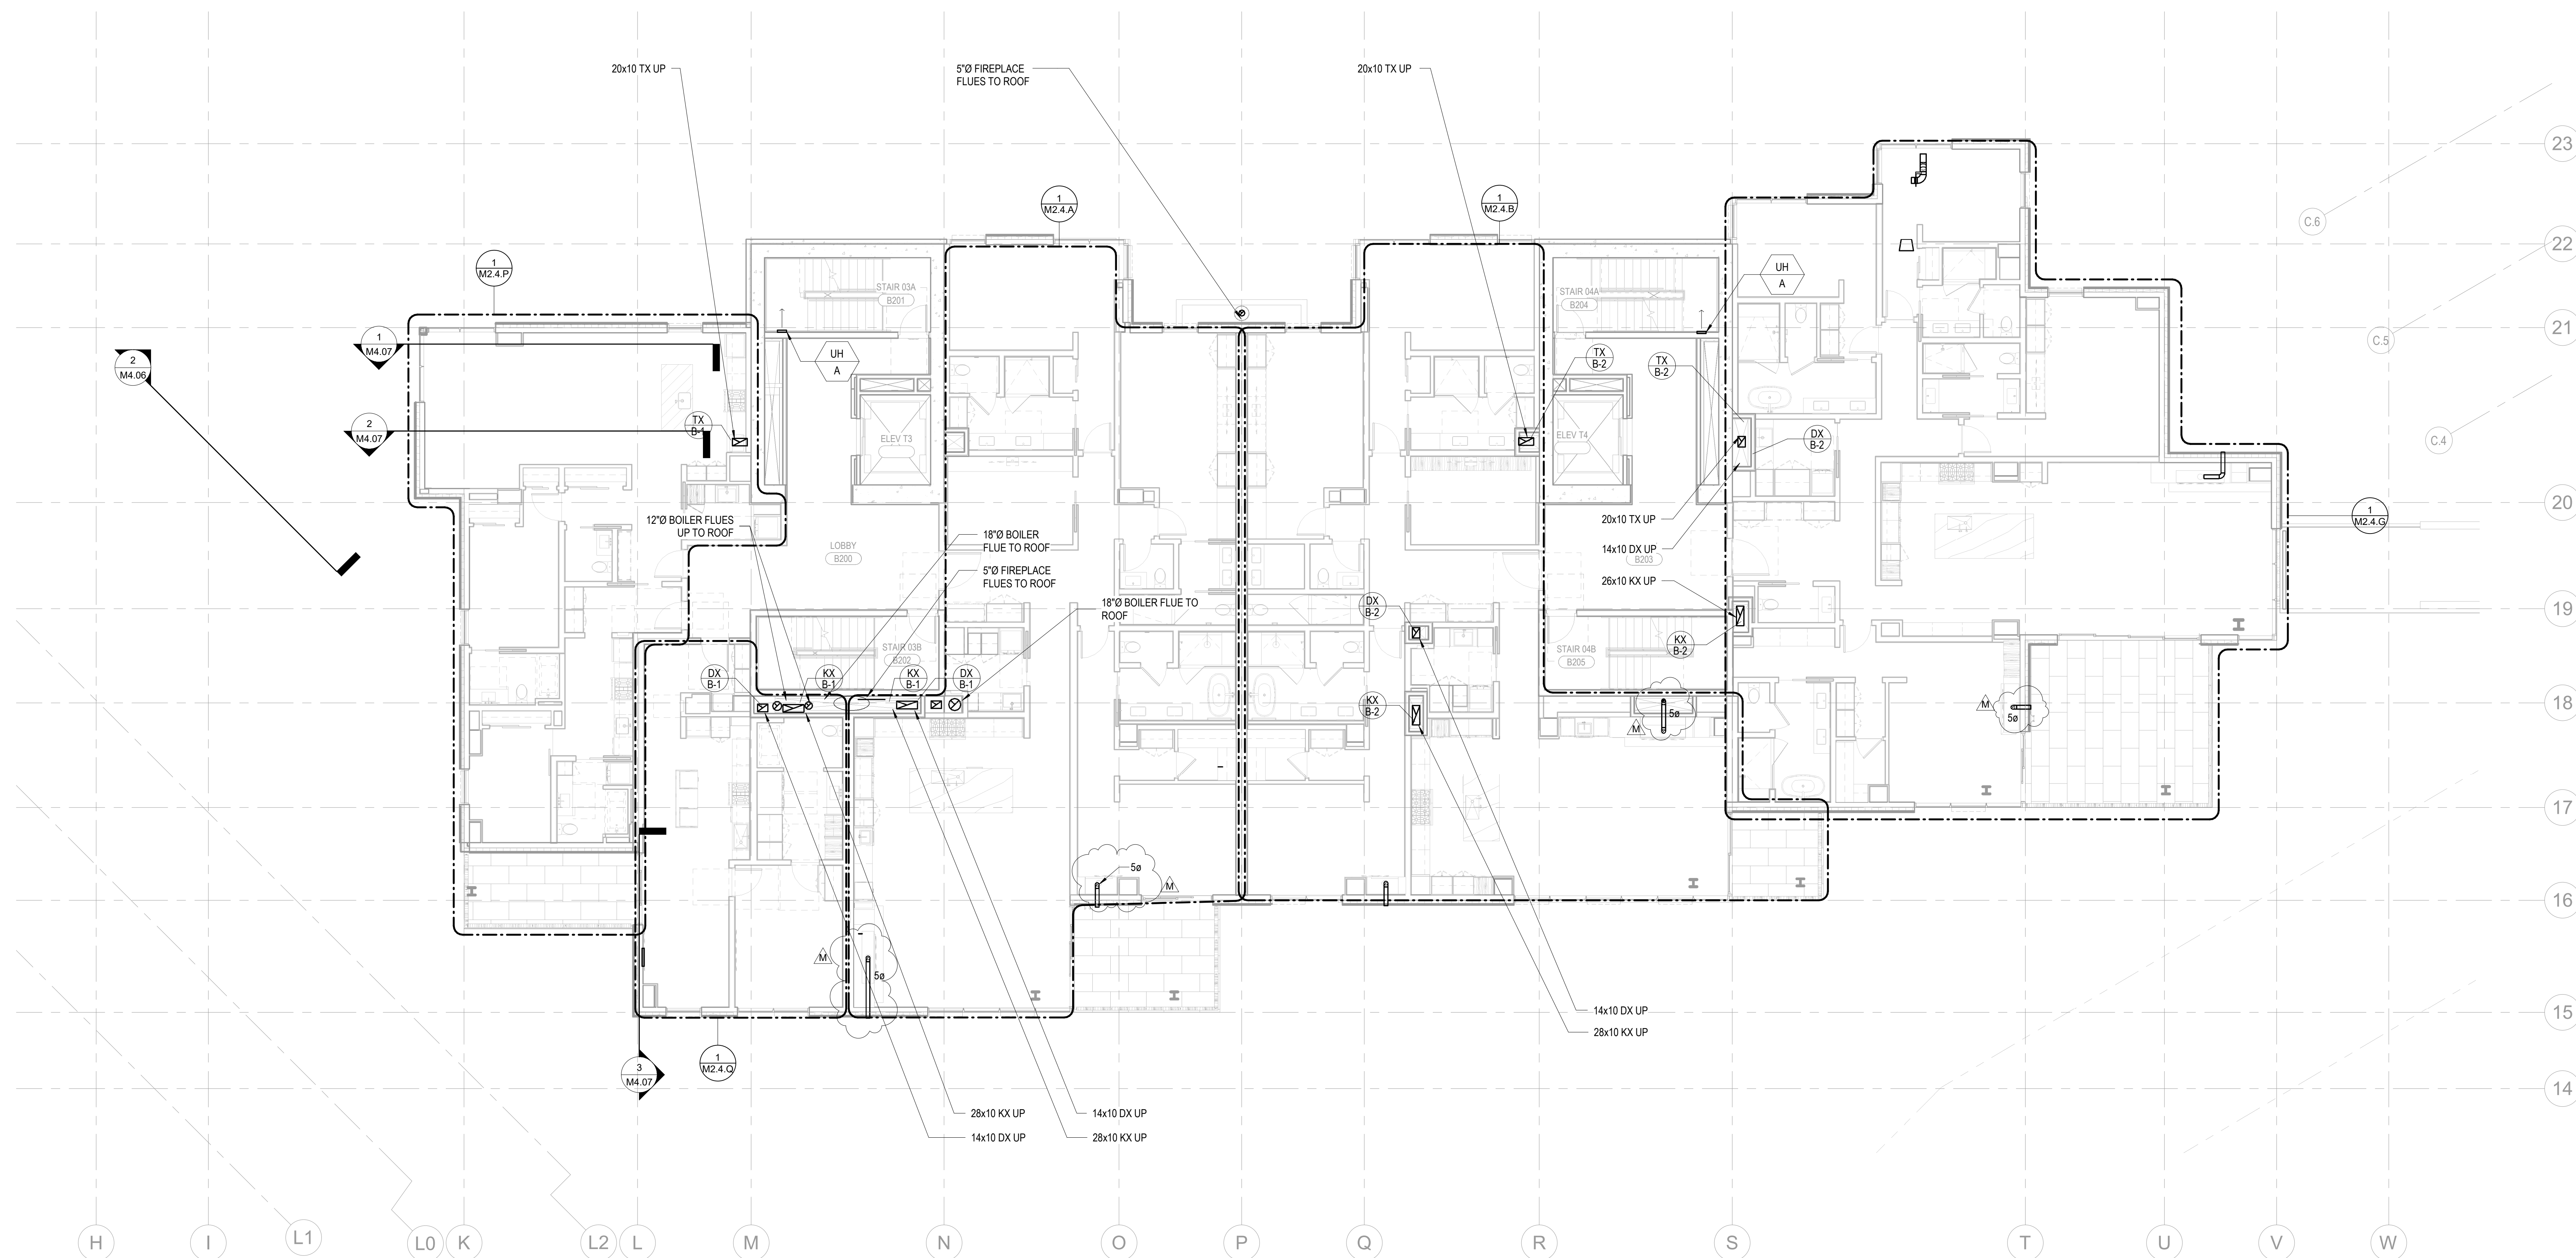 20x10 TX UP
5"Ø FIREPLACE
FLUES TO ROOF
20x10 TX UP
23
1
M2.4.A
1
M2.4.B
C.6
22
1
M2.4.P
UH
A
STAIR 03A
B201
STAIR 04A
B204
21
1
M4.07
2
M4.06
UH
A
TX
B-2
TX
B-2
C.5
2
M4.07
TX
B-1
ELEV T3
ELEV T4
DX
B-2
C.4
20
12"Ø BOILER FLUES
UP TO ROOF
18"Ø BOILER
FLUE TO ROOF
20x10 TX UP
1
M2.4.G
LOBBY
B200
14x10 DX UP
B203
5"Ø FIREPLACE
FLUES TO ROOF
26x10 KX UP
18"Ø BOILER FLUE TO
ROOF
DX
B-2
19
STAIR 03B
B202
STAIR 04B
B205
KX
B-2
DX
B-1
KX
B-1
KX
B-1
DX
B-1
KX
B-2
M
5ø
M
5ø
18
17
5ø
M
16
M
5ø
15
14x10 DX UP
28x10 KX UP
1
M2.4.Q
3
M4.07
14
28x10 KX UP
14x10 DX UP
14x10 DX UP
28x10 KX UP
H
I
L1
L0
K
L2
L
M
N
O
P
Q
R
S
T
U
V
W